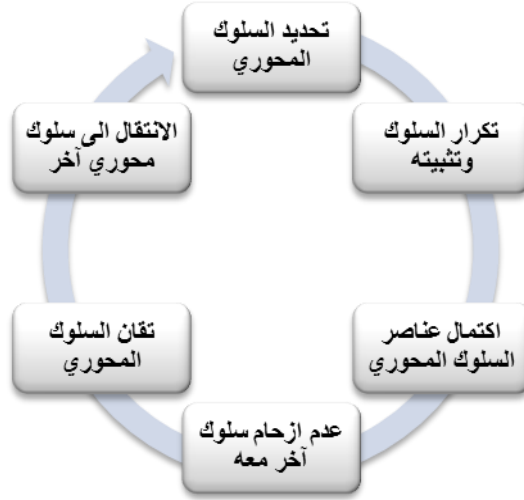 تحديد السلوك
المحوري
تكرار السلوك
وتثبيته
اكتمال عناصر
السلوك المحوري
عدم ازحام سلوك
آخر معه
تقان السلوك
المحوري
الانتقال الى سلوك
محوري آخر